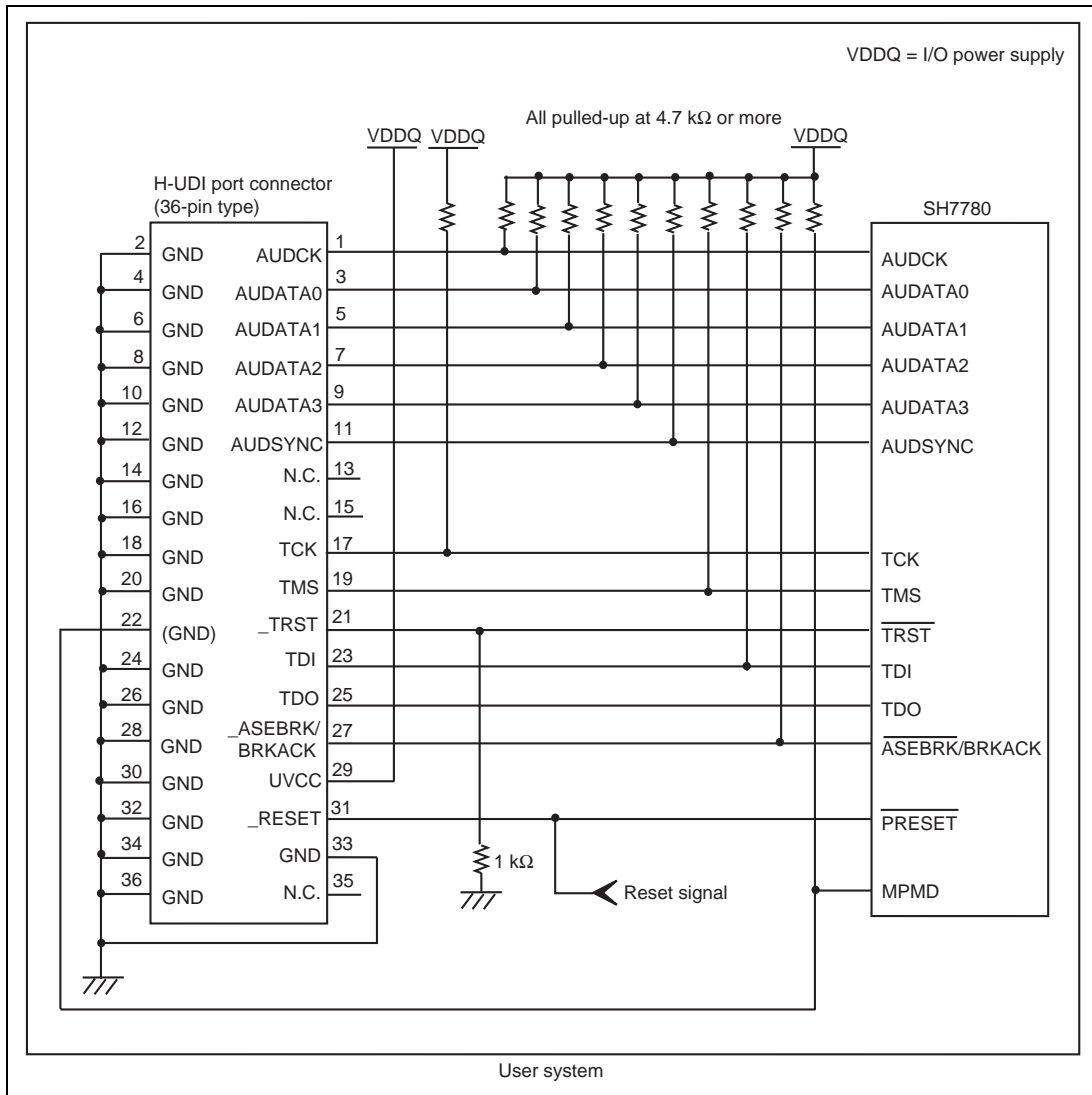 VDDQ = I/O power supply
All pulled-up at 4.7 kΩ or more
VDDQ VDDQ VDDQ
H-UDI port connector
(36-pin type)
SH7780
2 GND AUDCK 1 AUDCK
4 GND AUDATA0 3 AUDATA0
6 GND AUDATA1 5 AUDATA1
8 GND AUDATA2 7 AUDATA2
10 GND AUDATA3 9 AUDATA3
12 GND AUDSYNC 11 AUDSYNC
14 GND N.C. 13
16 GND N.C. 15
18 GND TCK 17 TCK
20 GND TMS 19 TMS
22 (GND) _TRST 21 TRST
24 GND TDI 23 TDI
26 GND TDO 25 TDO
28 GND _ASEBRK/ BRKACK 27 ASEBRK/BRKACK
30 GND UVCC 29
32 GND _RESET 31 PRESET
34 GND GND 33
1 kΩ
36 GND N.C. 35 Reset signal MPMD
User system